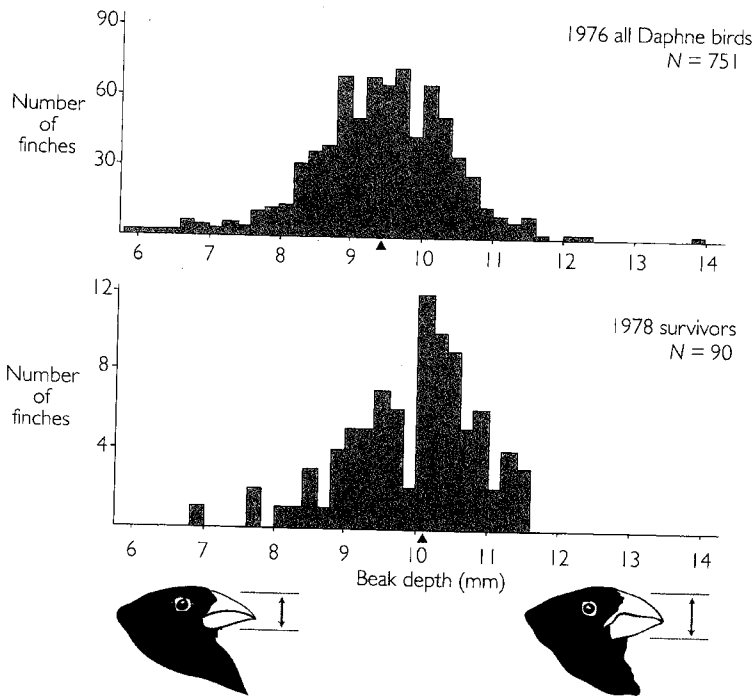 90
60
30
Number
of
finches
1976 all Daphne birds
N = 751
6 7 8 9 10 11 12 13 14
12
8
4
Number
of
finches
1978 survivors
N = 90
6 7 8 9 10 11 12 13 14
Beak depth (mm)